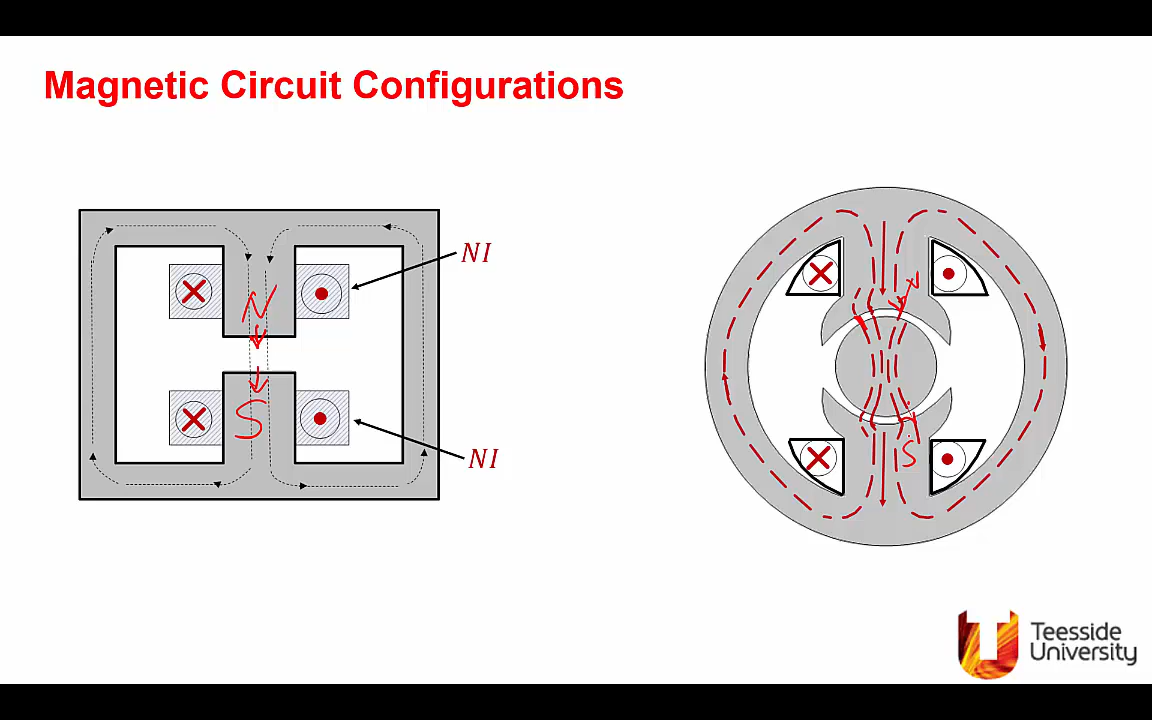 Magnetic Circuit Configurations
NI
N
S
NI
N
S
Teesside
University